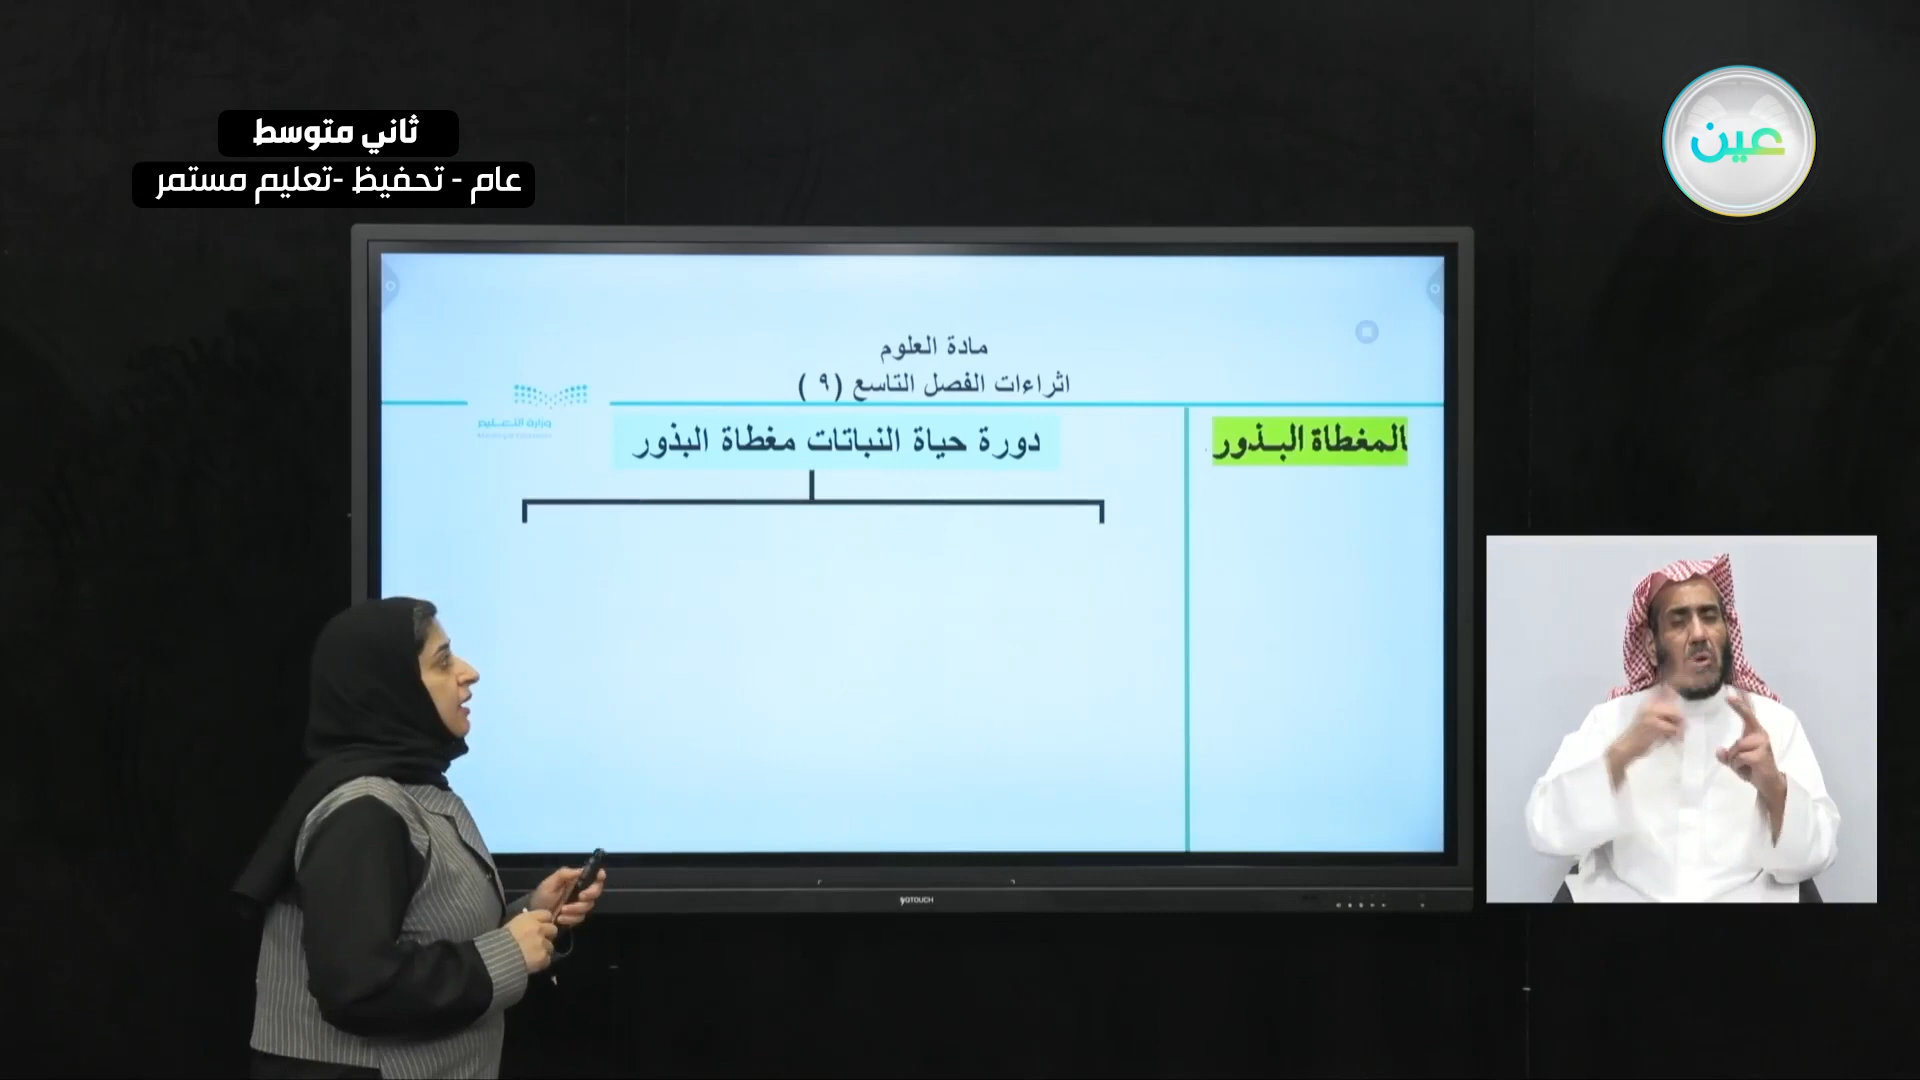 ثاني متوسط
عام - تحفيظ -تعليم مستمر
عين
مادة العلوم
اثراءات الفصل التاسع ( ٩ )
وزارة التعليم
المغطاة البذور
دورة حياة النباتات مغطاة البذور